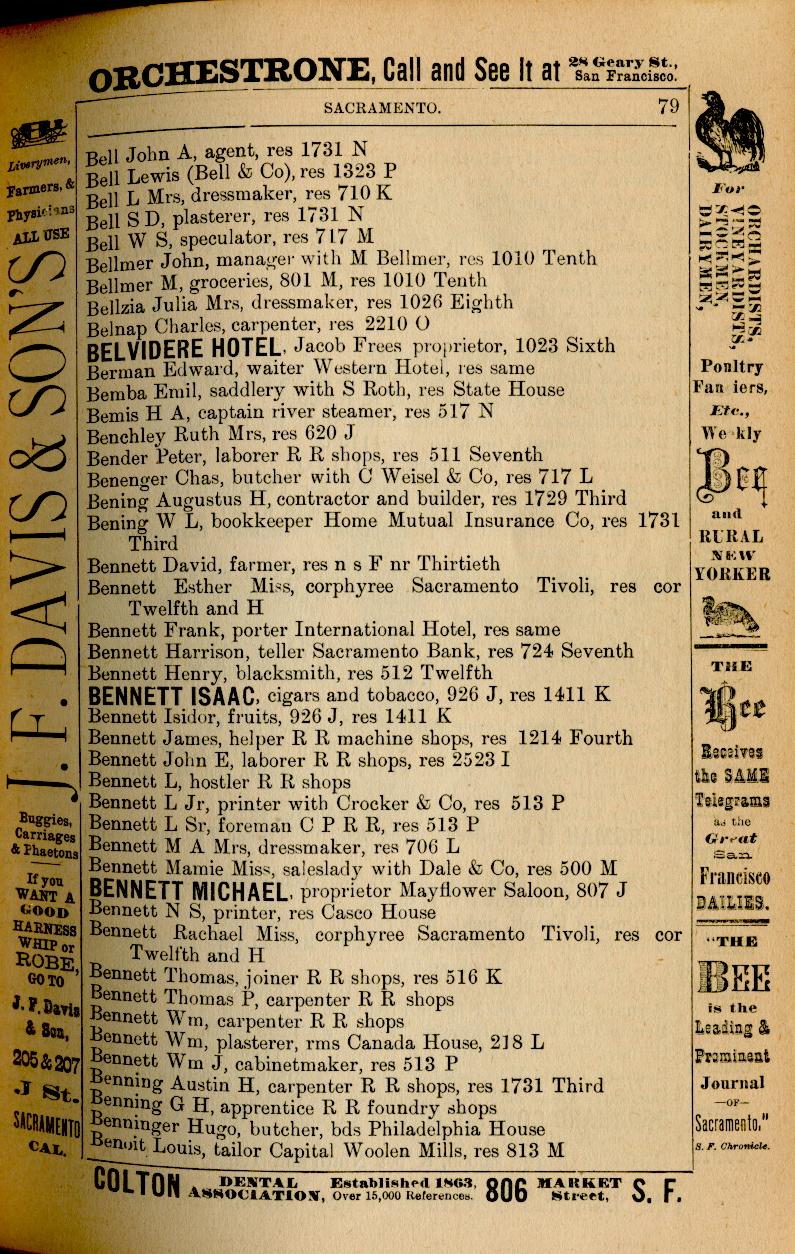 ORCHESTRONE, Call and See It at 28 Geary St., San Francisco.
SACRAMENTO. 79
Bell John A, agent, res 1731 N
Bell Lewis (Bell & Co), res 1323 P
Bell L Mrs, dressmaker, res 710 K
Bell S D, plasterer, res 1731 N
Bell W S, speculator, res 717 M
Bellmer John, manager with M Bellmer, res 1010 Tenth
Bellmer M, groceries, 801 M, res 1010 Tenth
Bellzia Julia Mrs, dressmaker, res 1026 Eighth
Belnap Charles, carpenter, res 2210 O
BELVIDERE HOTEL, Jacob Frees proprietor, 1023 Sixth
Berman Edward, waiter Western Hotel, res same
Bemba Emil, saddlery with S Roth, res State House
Bemis H A, captain river steamer, res 517 N
Benchley Ruth Mrs, res 620 J
Bender Peter, laborer R R shops, res 511 Seventh
Benenger Chas, butcher with C Weisel & Co, res 717 L
Bening Augustus H, contractor and builder, res 1729 Third
Bening W L, bookkeeper Home Mutual Insurance Co, res 1731
Third
Bennett David, farmer, res n s F nr Thirtieth
Bennett Esther Miss, corphyree Sacramento Tivoli, res cor
Twelfth and H
Bennett Frank, porter International Hotel, res same
Bennett Harrison, teller Sacramento Bank, res 724 Seventh
Bennett Henry, blacksmith, res 512 Twelfth
BENNETT ISAAC, cigars and tobacco, 926 J, res 1411 K
Bennett Isidor, fruits, 926 J, res 1411 K
Bennett James, helper R R machine shops, res 1214 Fourth
Bennett John E, laborer R R shops, res 2523 I
Bennett L, hostler R R shops
Bennett L Jr, printer with Crocker & Co, res 513 P
Bennett L Sr, foreman C P R R, res 513 P
Bennett M A Mrs, dressmaker, res 706 L
Bennett Mamie Miss, saleslady with Dale & Co, res 500 M
BENNETT MICHAEL, proprietor Mayflower Saloon, 807 J
Bennett N S, printer, res Casco House
Bennett Rachael Miss, corphyree Sacramento Tivoli, res cor
Twelfth and H
Bennett Thomas, joiner R R shops, res 516 K
Bennett Thomas P, carpenter R R shops
Bennett Wm, carpenter R R shops
Bennett Wm, plasterer, rms Canada House, 218 L
Bennett Wm J, cabinetmaker, res 513 P
Benning Austin H, carpenter R R shops, res 1731 Third
Benning G H, apprentice R R foundry shops
Benninger Hugo, butcher, bds Philadelphia House
Benoit Louis, tailor Capital Woolen Mills, res 813 M
Liverymen,
Farmers, &
Physicians
ALL USE
J. F. DAVIS & SON'S
Buggies,
Carriages
& Phaetons
If you
WANT A
GOOD
HARNESS
WHIP or
ROBE,
GO TO
J. F. Davis
& Son,
205 & 207
J St.
SACRAMENTO
CAL.
For
ORCHARDISTS,
VINEYARDISTS,
STOCKMEN,
DAIRYMEN,
Poultry
Fan iers,
Etc.,
We kly
Bee
and
RURAL
NEW
YORKER
THE
Bee
Receives
the SAME
Telegrams
as the
Great
San
Francisco
DAILIES.
"THE
BEE
is the
Leading &
Prominent
Journal
—OF—
Sacramento."
S. F. Chronicle.
COLTON DENTAL ASSOCIATION, Established 1863, Over 15,000 References. 806 MARKET Street, S. F.